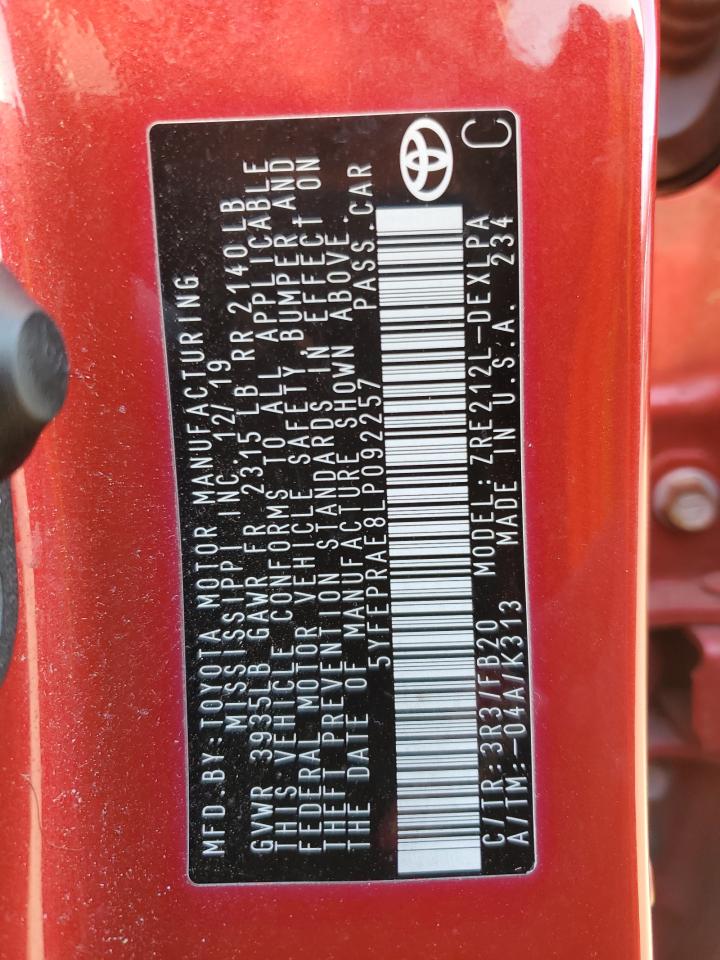 MFD.BY:TOYOTA MOTOR MANUFACTURING
MISSISSIPPI INC. 12/19
GVWR 3935LB GAWR FR 2315 LB RR 2140 LB
THIS VEHICLE CONFORMS TO ALL APPLICABLE
FEDERAL MOTOR VEHICLE SAFETY, BUMPER AND
THEFT PREVENTION STANDARDS IN EFFECT ON
THE DATE OF MANUFACTURE SHOWN ABOVE.
5YFEPRAE8LP092257 PASS.CAR
C/TR:3R3/FB20 MODEL:ZRE212L-DEXLPA
A/TM:-04A/K313 MADE IN U.S.A. 234
C